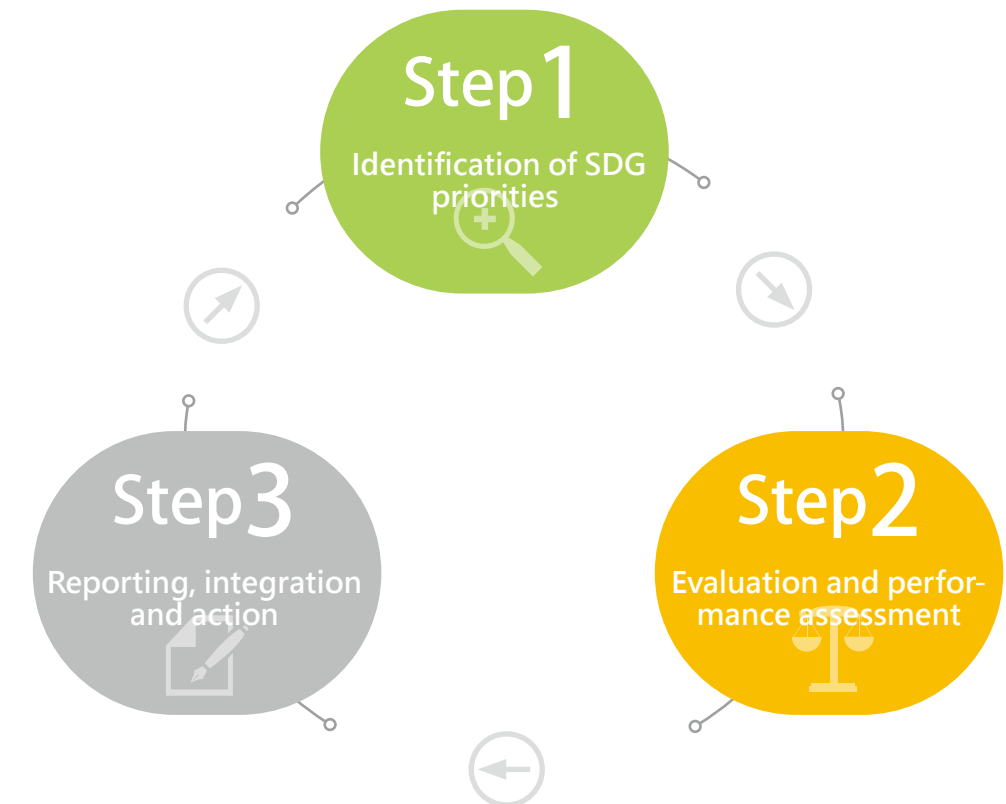 Step1
Identification of SDG
priorities
Step3
Reporting, integration
and action
Step2
Evaluation and perfor-
mance assessment